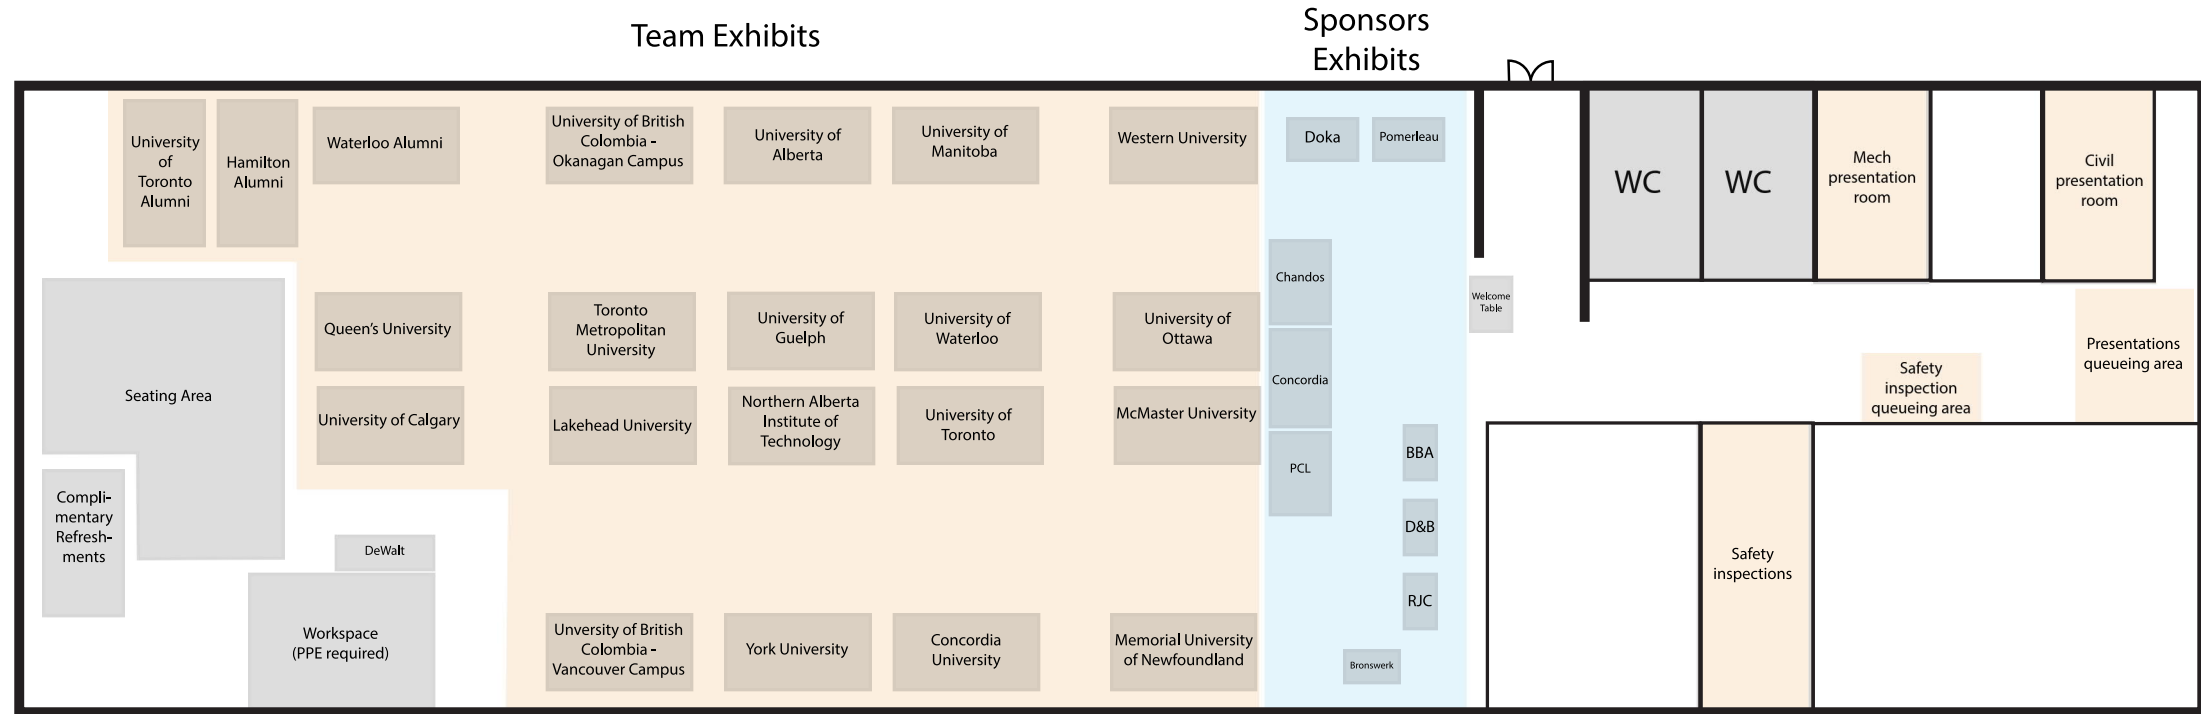 Team Exhibits
Sponsors
Exhibits
University
of
Toronto
Alumni
Hamilton
Alumni
Waterloo Alumni
University of British
Colombia -
Okanagan Campus
University of
Alberta
University of
Manitoba
Western University
Doka
Pomerleau
WC
WC
Mech
presentation
room
Civil
presentation
room
Chandos
Welcome
Table
Queen's University
Toronto
Metropolitan
University
University of
Guelph
University of
Waterloo
University of
Ottawa
Presentations
queueing area
Safety
inspection
queueing area
Seating Area
Concordia
University of Calgary
Lakehead University
Northern Alberta
Institute of
Technology
University of
Toronto
McMaster University
PCL
BBA
Compli-
mentary
Refresh-
ments
DeWalt
D&B
Safety
inspections
RJC
Workspace
(PPE required)
Unversity of British
Colombia -
Vancouver Campus
York University
Concordia
University
Memorial University
of Newfoundland
Bronswerk